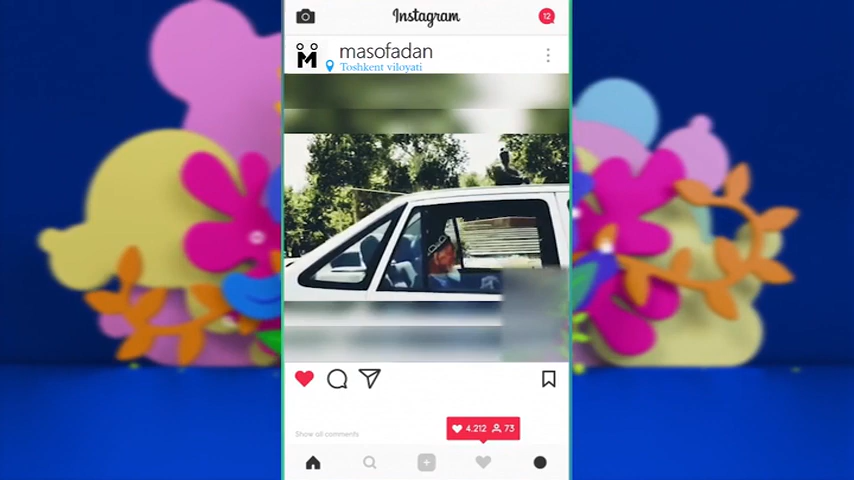 Instagram
12
masofadan
M
Toshkent viloyati
Show all comments
4.212 73